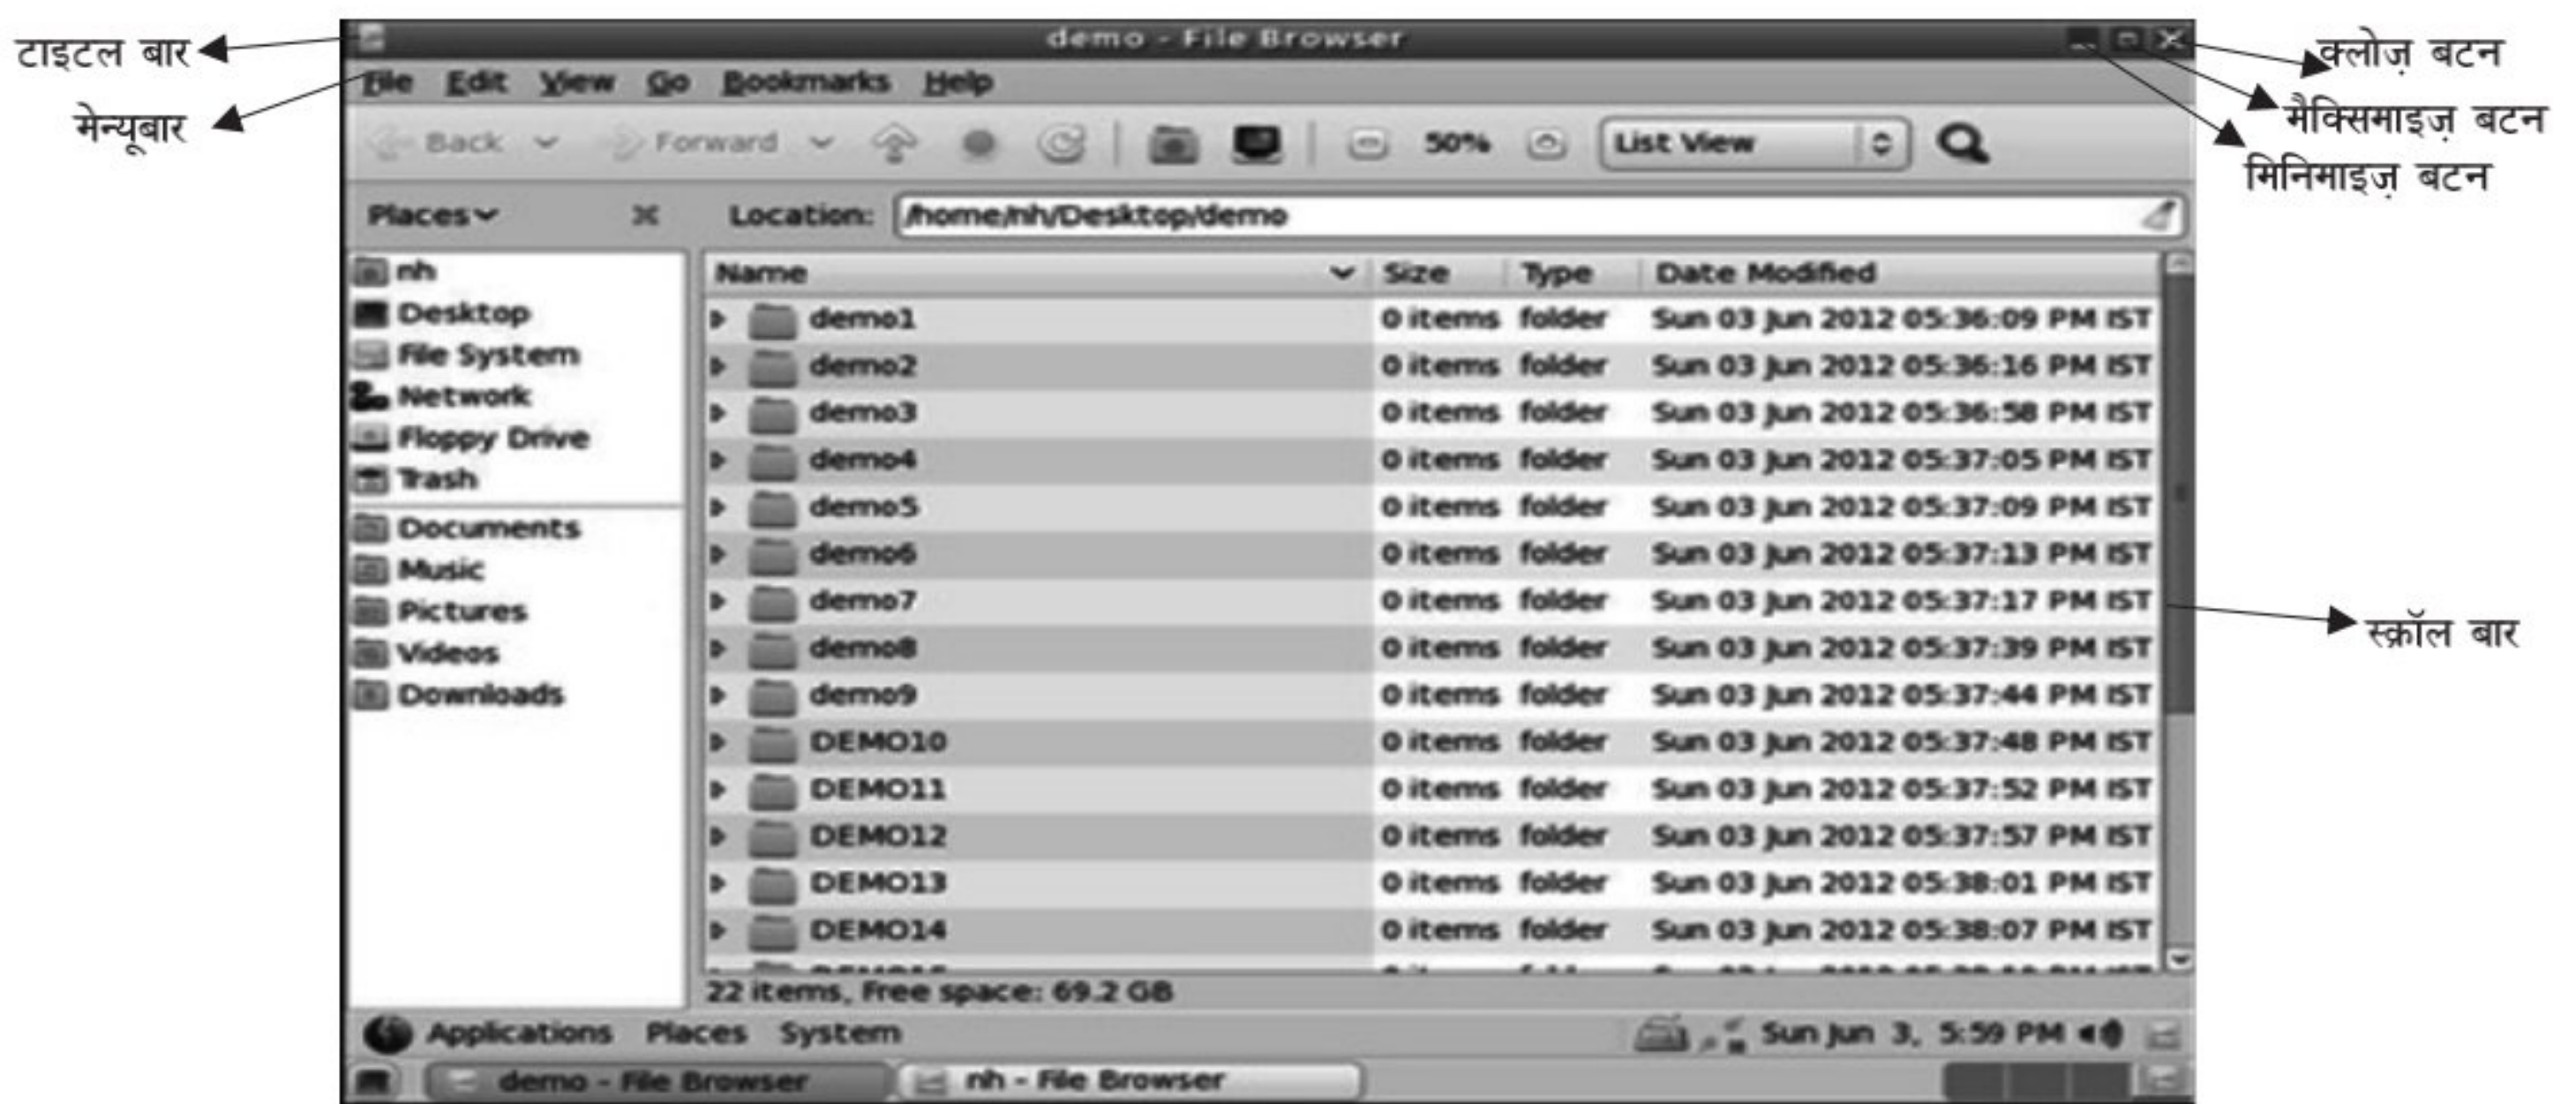 टाइटल बार
मेन्यूबार
demo - File Browser
क्लोज़ बटन
मैक्सिमाइज़ बटन
मिनिमाइज़ बटन
File Edit View Go Bookmarks Help
Back Forward 50% List View
Places Location: /home/nh/Desktop/demo
nh
Desktop
File System
Network
Floppy Drive
Trash
Documents
Music
Pictures
Videos
Downloads
Name Size Type Date Modified
demo1 0 items folder Sun 03 Jun 2012 05:36:09 PM IST
demo2 0 items folder Sun 03 Jun 2012 05:36:16 PM IST
demo3 0 items folder Sun 03 Jun 2012 05:36:58 PM IST
demo4 0 items folder Sun 03 Jun 2012 05:37:05 PM IST
demo5 0 items folder Sun 03 Jun 2012 05:37:09 PM IST
demo6 0 items folder Sun 03 Jun 2012 05:37:13 PM IST
demo7 0 items folder Sun 03 Jun 2012 05:37:17 PM IST
demo8 0 items folder Sun 03 Jun 2012 05:37:39 PM IST
demo9 0 items folder Sun 03 Jun 2012 05:37:44 PM IST
DEMO10 0 items folder Sun 03 Jun 2012 05:37:48 PM IST
DEMO11 0 items folder Sun 03 Jun 2012 05:37:52 PM IST
DEMO12 0 items folder Sun 03 Jun 2012 05:37:57 PM IST
DEMO13 0 items folder Sun 03 Jun 2012 05:38:01 PM IST
DEMO14 0 items folder Sun 03 Jun 2012 05:38:07 PM IST
स्क्रॉल बार
22 items, Free space: 69.2 GB
Applications Places System Sun Jun 3, 5:59 PM
demo - File Browser nh - File Browser